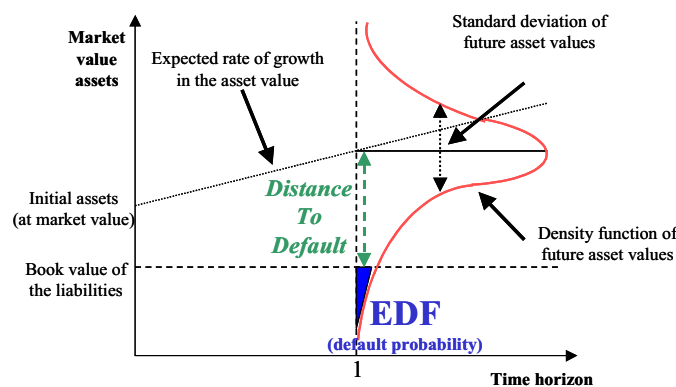 Market
value
assets
Expected rate of growth
in the asset value
Standard deviation of
future asset values
Initial assets
(at market value)
Distance
To
Default
Density function of
future asset values
Book value of
the liabilities
EDF
(default probability)
1
Time horizon